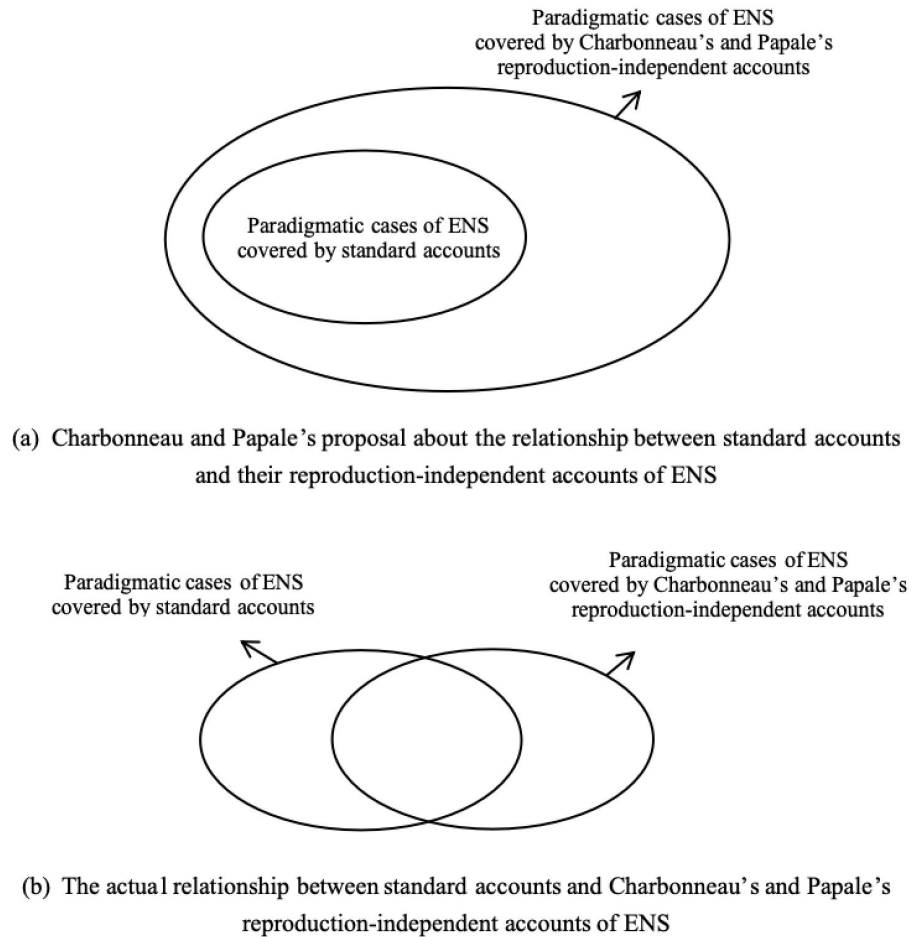 Paradigmatic cases of ENS
covered by Charbonneau's and Papale's
reproduction-independent accounts
Paradigmatic cases of ENS
covered by standard accounts
(a) Charbonneau and Papale's proposal about the relationship between standard accounts
and their reproduction-independent accounts of ENS
Paradigmatic cases of ENS
covered by standard accounts
Paradigmatic cases of ENS
covered by Charbonneau's and Papale's
reproduction-independent accounts
(b) The actual relationship between standard accounts and Charbonneau's and Papale's
reproduction-independent accounts of ENS